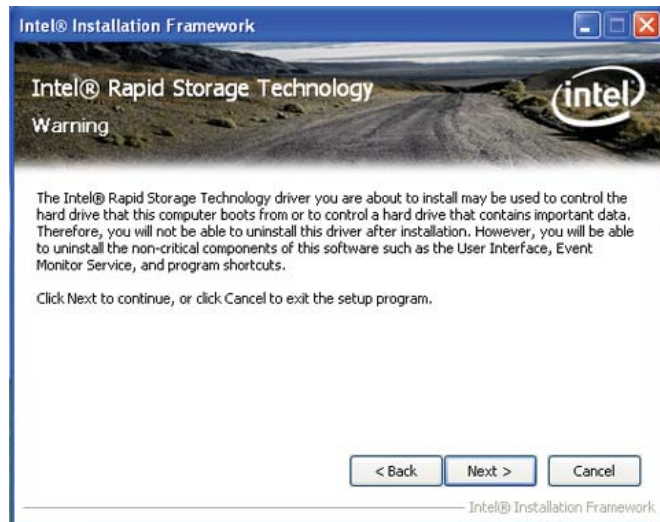 Intel® Installation Framework
Intel® Rapid Storage Technology
Warning
intel
The Intel® Rapid Storage Technology driver you are about to install may be used to control the
hard drive that this computer boots from or to control a hard drive that contains important data.
Therefore, you will not be able to uninstall this driver after installation. However, you will be able
to uninstall the non-critical components of this software such as the User Interface, Event
Monitor Service, and program shortcuts.
Click Next to continue, or click Cancel to exit the setup program.
< Back Next > Cancel
Intel® Installation Framework